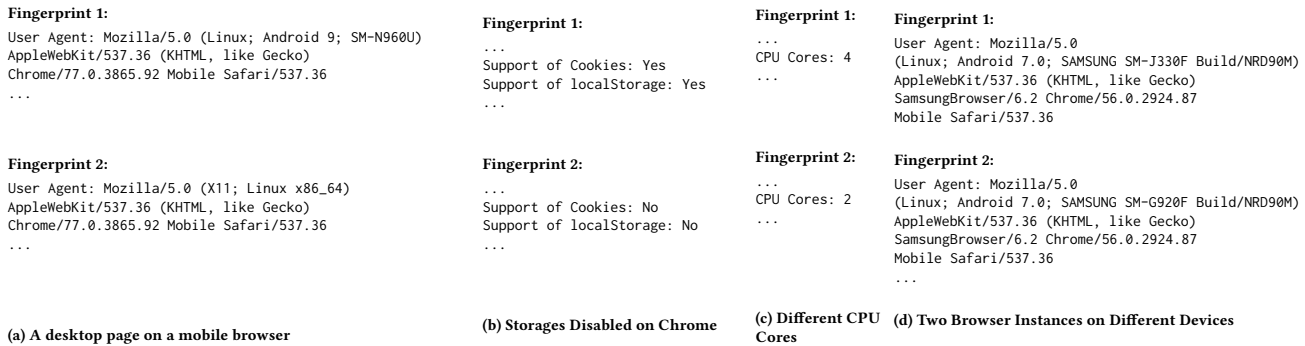 Fingerprint 1:
User Agent: Mozilla/5.0 (Linux; Android 9; SM-N960U)
AppleWebKit/537.36 (KHTML, like Gecko)
Chrome/77.0.3865.92 Mobile Safari/537.36
...
Fingerprint 2:
User Agent: Mozilla/5.0 (X11; Linux x86_64)
AppleWebKit/537.36 (KHTML, like Gecko)
Chrome/77.0.3865.92 Mobile Safari/537.36
...
(a) A desktop page on a mobile browser
Fingerprint 1:
...
Support of Cookies: Yes
Support of localStorage: Yes
...
Fingerprint 2:
...
Support of Cookies: No
Support of localStorage: No
...
(b) Storages Disabled on Chrome
Fingerprint 1:
...
CPU Cores: 4
...
Fingerprint 2:
...
CPU Cores: 2
...
(c) Different CPU
Cores
Fingerprint 1:
User Agent: Mozilla/5.0
(Linux; Android 7.0; SAMSUNG SM-J330F Build/NRD90M)
AppleWebKit/537.36 (KHTML, like Gecko)
SamsungBrowser/6.2 Chrome/56.0.2924.87
Mobile Safari/537.36
Fingerprint 2:
User Agent: Mozilla/5.0
(Linux; Android 7.0; SAMSUNG SM-G920F Build/NRD90M)
AppleWebKit/537.36 (KHTML, like Gecko)
SamsungBrowser/6.2 Chrome/56.0.2924.87
Mobile Safari/537.36
...
(d) Two Browser Instances on Different Devices